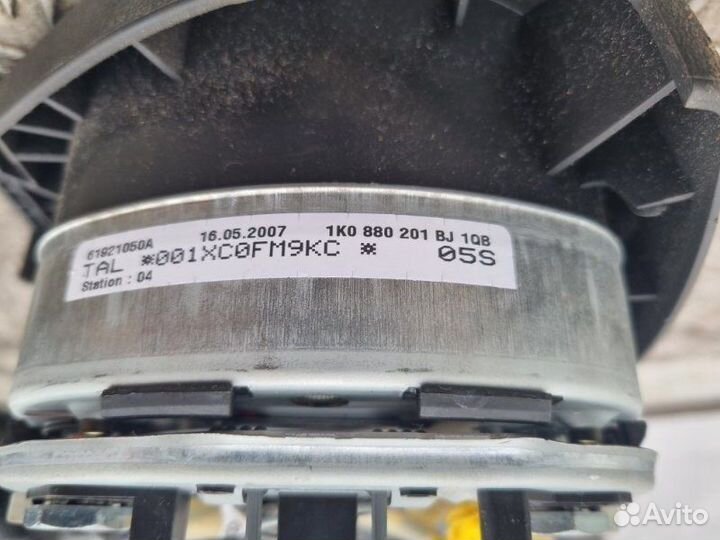 61921050A 16.05.2007 1K0 880 201 BJ 1QB
TAL *001XC0FM9KC * 05S
Station : 04
Avito